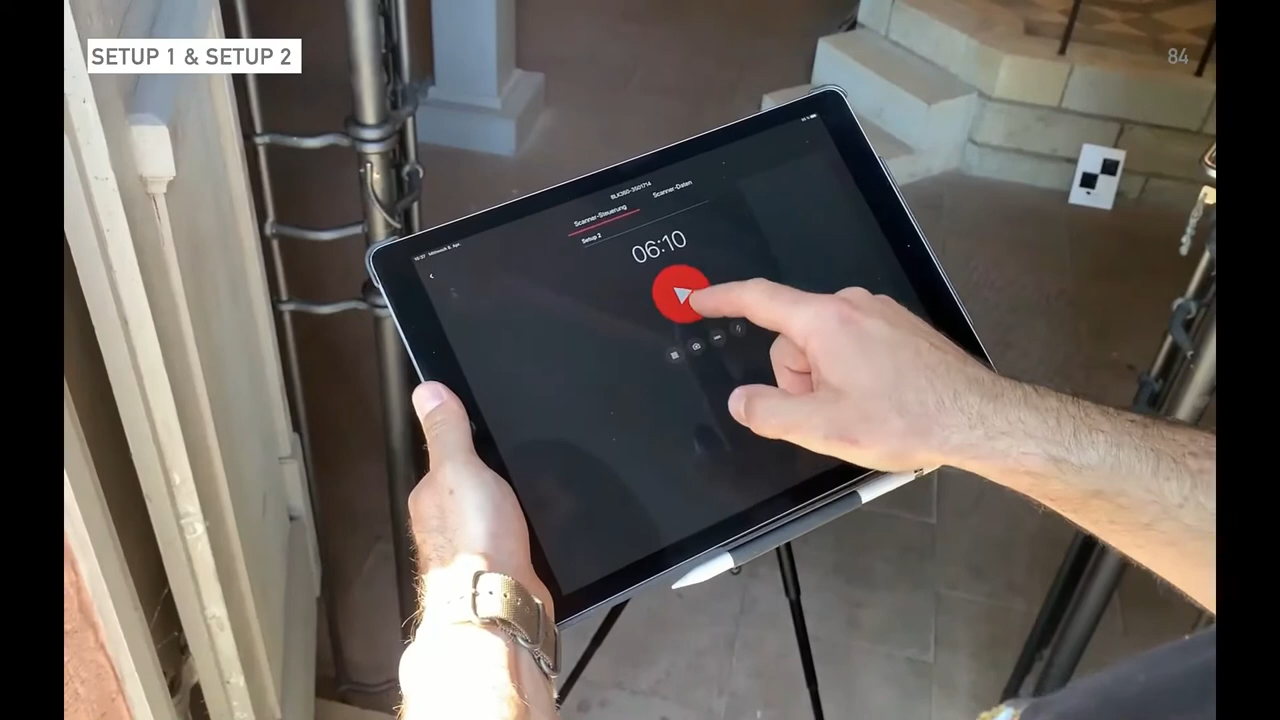 SETUP 1 & SETUP 2
84
BLK360-3501714
Scanner-Steuerung
Scanner-Daten
Setup 2
06:10